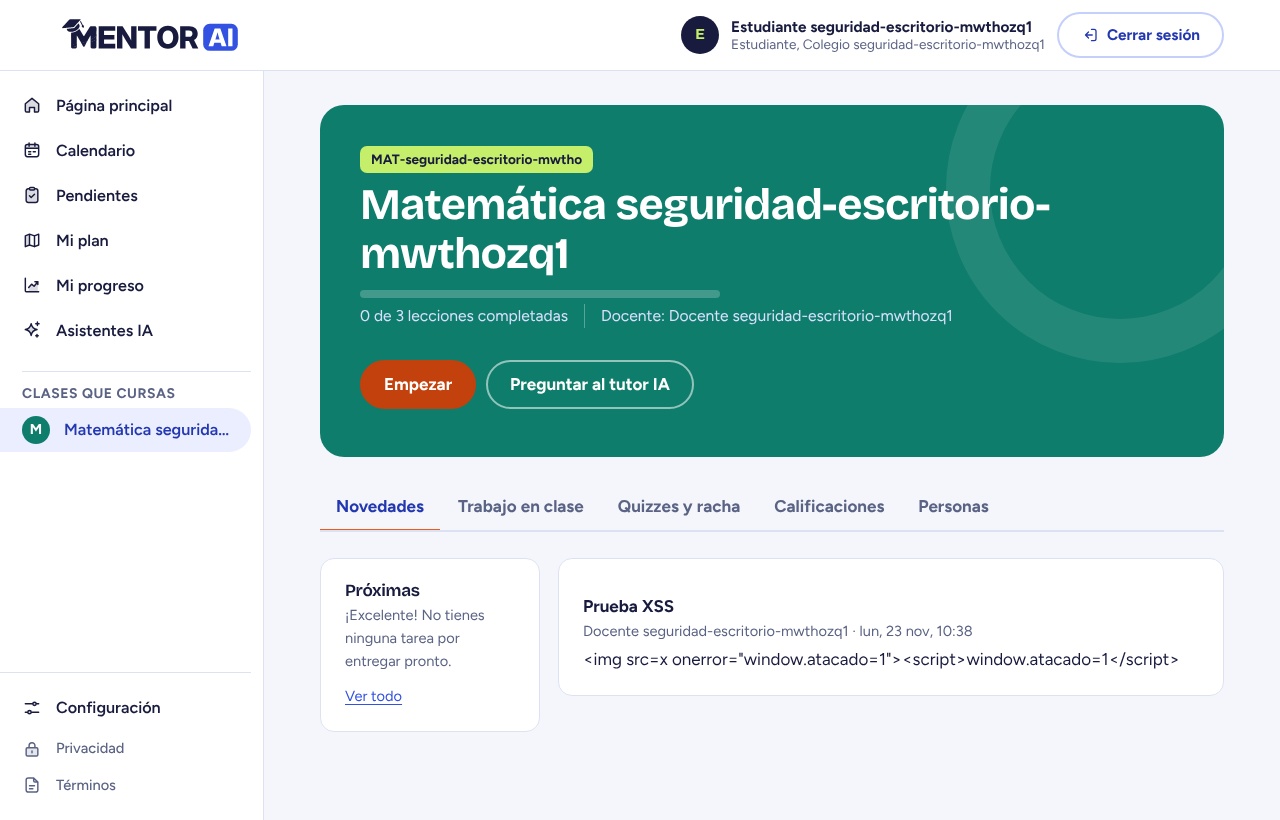 MENTOR AI
E
Estudiante seguridad-escritorio-mwthozq1
Estudiante, Colegio seguridad-escritorio-mwthozq1
Cerrar sesión
Página principal
Calendario
Pendientes
Mi plan
Mi progreso
Asistentes IA
CLASES QUE CURSAS
M
Matemática segurida...
Configuración
Privacidad
Términos
MAT-seguridad-escritorio-mwtho
Matemática seguridad-escritorio-
mwthozq1
0 de 3 lecciones completadas
Docente: Docente seguridad-escritorio-mwthozq1
Empezar
Preguntar al tutor IA
Novedades
Trabajo en clase
Quizzes y racha
Calificaciones
Personas
Próximas
¡Excelente! No tienes
ninguna tarea por
entregar pronto.
Ver todo
Prueba XSS
Docente seguridad-escritorio-mwthozq1 · lun, 23 nov, 10:38
<img src=x onerror="window.atacado=1"><script>window.atacado=1</script>